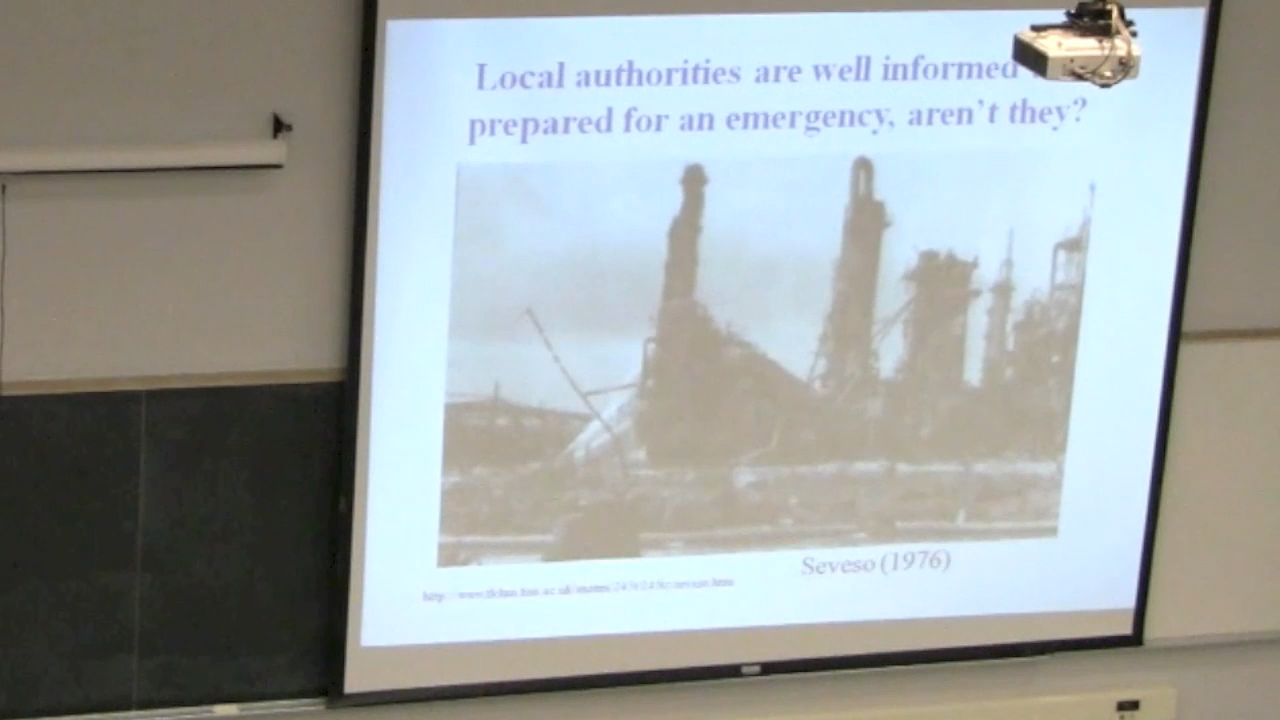 Local authorities are well informed
prepared for an emergency, aren't they?
Seveso (1976)